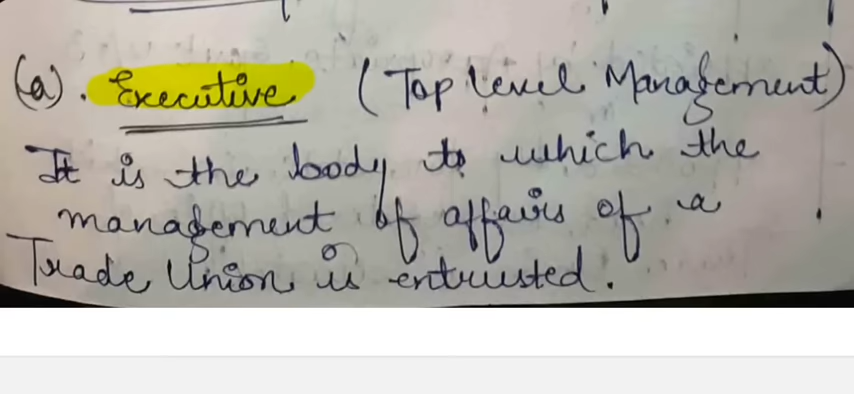 (a). Executive (Top Level Management)
It is the body to which the
management of affairs of a
Trade Union is entrusted.